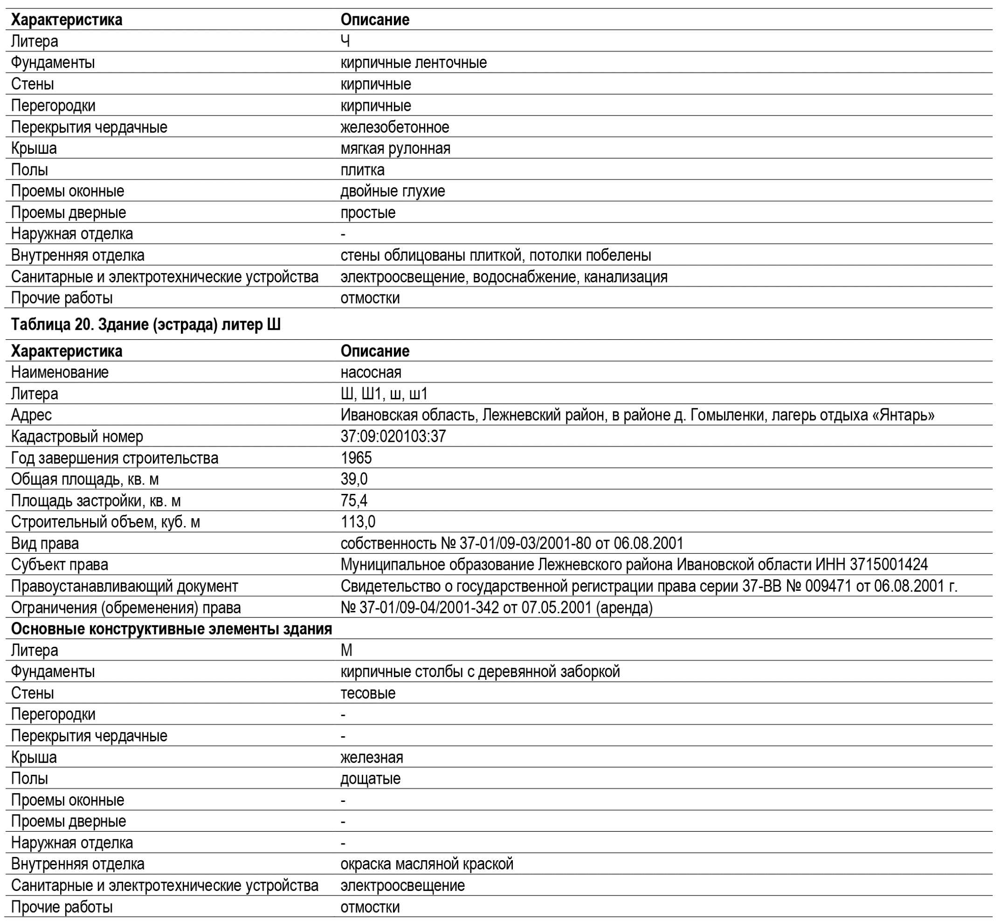 Характеристика Описание
Литера Ч
Фундаменты кирпичные ленточные
Стены кирпичные
Перегородки кирпичные
Перекрытия чердачные железобетонное
Крыша мягкая рулонная
Полы плитка
Проемы оконные двойные глухие
Проемы дверные простые
Наружная отделка -
Внутренняя отделка стены облицованы плиткой, потолки побелены
Санитарные и электротехнические устройства электроосвещение, водоснабжение, канализация
Прочие работы отмостки
Таблица 20. Здание (эстрада) литер Ш
Характеристика Описание
Наименование насосная
Литера Ш, Ш1, ш, ш1
Адрес Ивановская область, Лежневский район, в районе д. Гомыленки, лагерь отдыха «Янтарь»
Кадастровый номер 37:09:020103:37
Год завершения строительства 1965
Общая площадь, кв. м 39,0
Площадь застройки, кв. м 75,4
Строительный объем, куб. м 113,0
Вид права собственность № 37-01/09-03/2001-80 от 06.08.2001
Субъект права Муниципальное образование Лежневского района Ивановской области ИНН 3715001424
Правоустанавливающий документ Свидетельство о государственной регистрации права серии 37-ВВ № 009471 от 06.08.2001 г.
Ограничения (обременения) права № 37-01/09-04/2001-342 от 07.05.2001 (аренда)
Основные конструктивные элементы здания
Литера М
Фундаменты кирпичные столбы с деревянной заборкой
Стены тесовые
Перегородки -
Перекрытия чердачные -
Крыша железная
Полы дощатые
Проемы оконные -
Проемы дверные -
Наружная отделка -
Внутренняя отделка окраска масляной краской
Санитарные и электротехнические устройства электроосвещение
Прочие работы отмостки